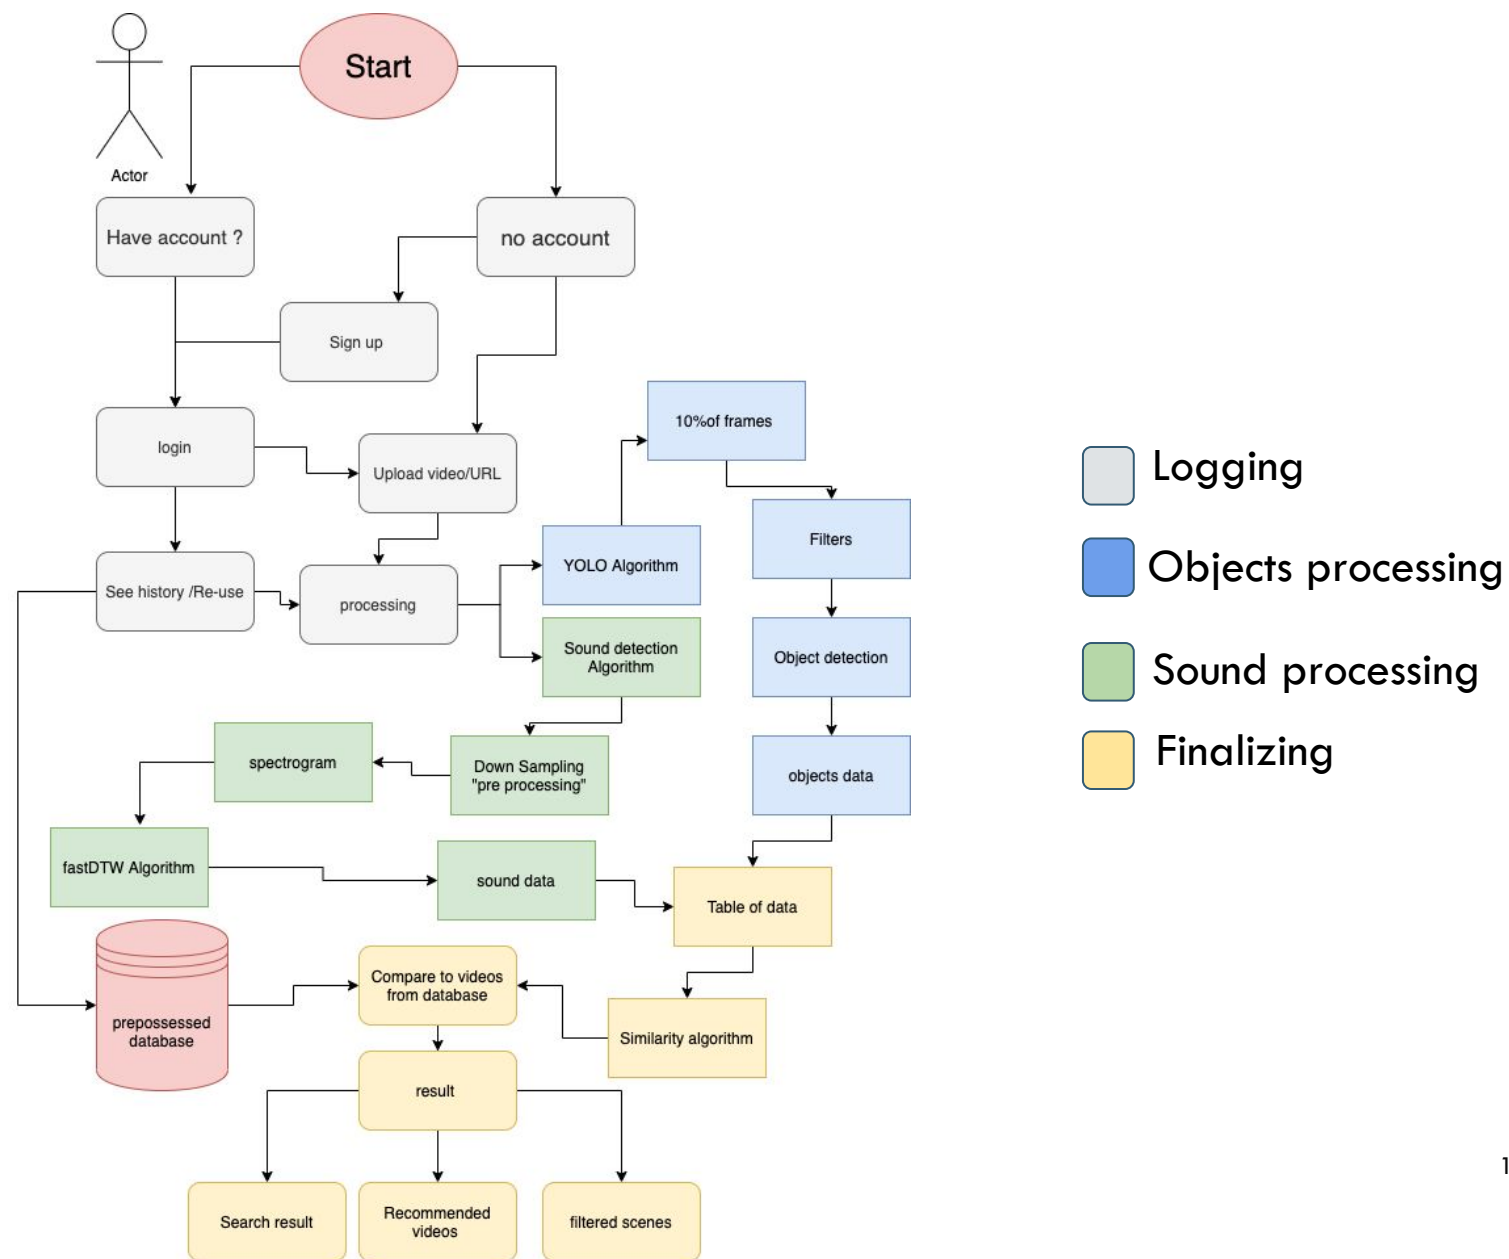 Start
Actor
Have account ?
no account
Sign up
login
Upload video/URL
10%of frames
Filters
YOLO Algorithm
See history /Re-use
processing
Sound detection
Algorithm
Object detection
spectrogram
Down Sampling
"pre processing"
objects data
fastDTW Algorithm
sound data
Table of data
Compare to videos
from database
prepossessed
database
Similarity algorithm
result
Search result
Recommended
videos
filtered scenes
Logging
Objects processing
Sound processing
Finalizing
1